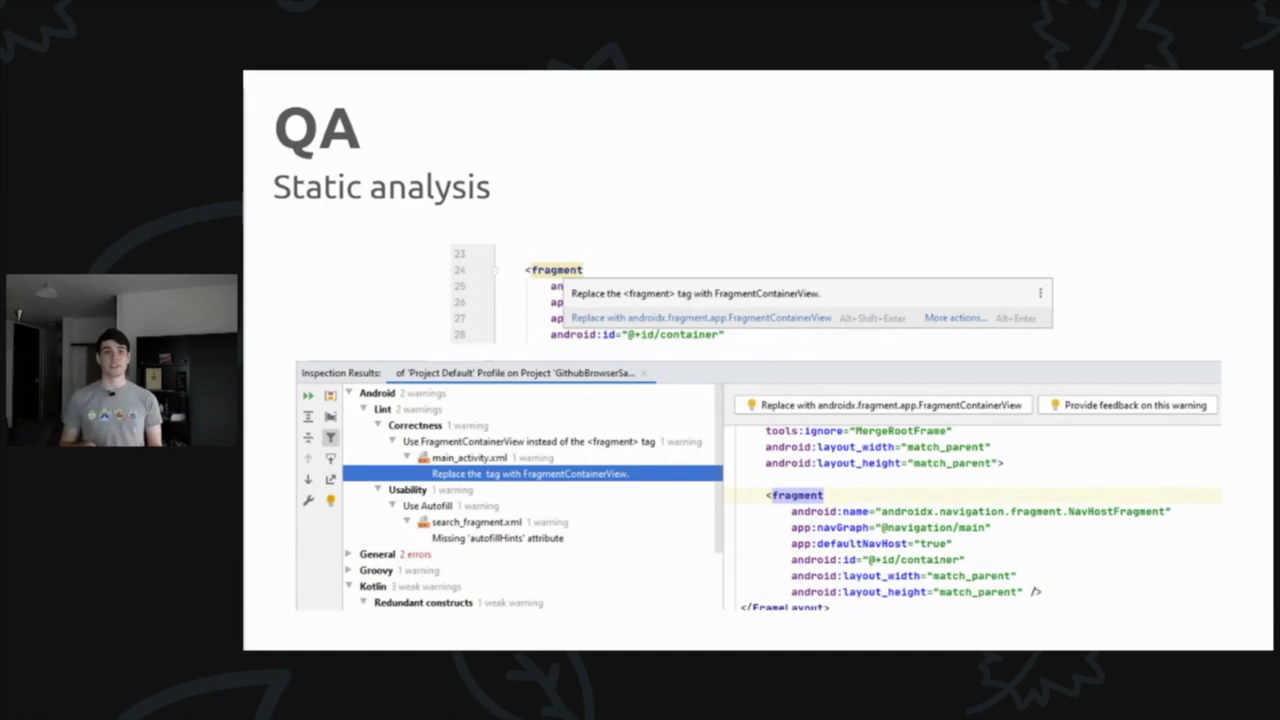 QA
Static analysis
23
24 <fragment
25 an
26 ap
27 ap
28 android:id="@+id/container"
Replace the <fragment> tag with FragmentContainerView.
Replace with androidx.fragment.app.FragmentContainerView Alt+Shift+Enter More actions... Alt+Enter
Inspection Results: of 'Project Default' Profile on Project 'GithubBrowserSa...
Android 2 warnings
Lint 2 warnings
Correctness 1 warning
Use FragmentContainerView instead of the <fragment> tag 1 warning
main_activity.xml 1 warning
Replace the tag with FragmentContainerView.
Usability 1 warning
Use Autofill 1 warning
search_fragment.xml 1 warning
Missing 'autofillHints' attribute
General 2 errors
Groovy 1 warning
Kotlin 3 weak warnings
Redundant constructs 1 weak warning
Replace with androidx.fragment.app.FragmentContainerView Provide feedback on this warning
tools:ignore="MergeRootFrame"
android:layout_width="match_parent"
android:layout_height="match_parent">
<fragment
android:name="androidx.navigation.fragment.NavHostFragment"
app:navGraph="@navigation/main"
app:defaultNavHost="true"
android:id="@+id/container"
android:layout_width="match_parent"
android:layout_height="match_parent" />
</FrameLayout>